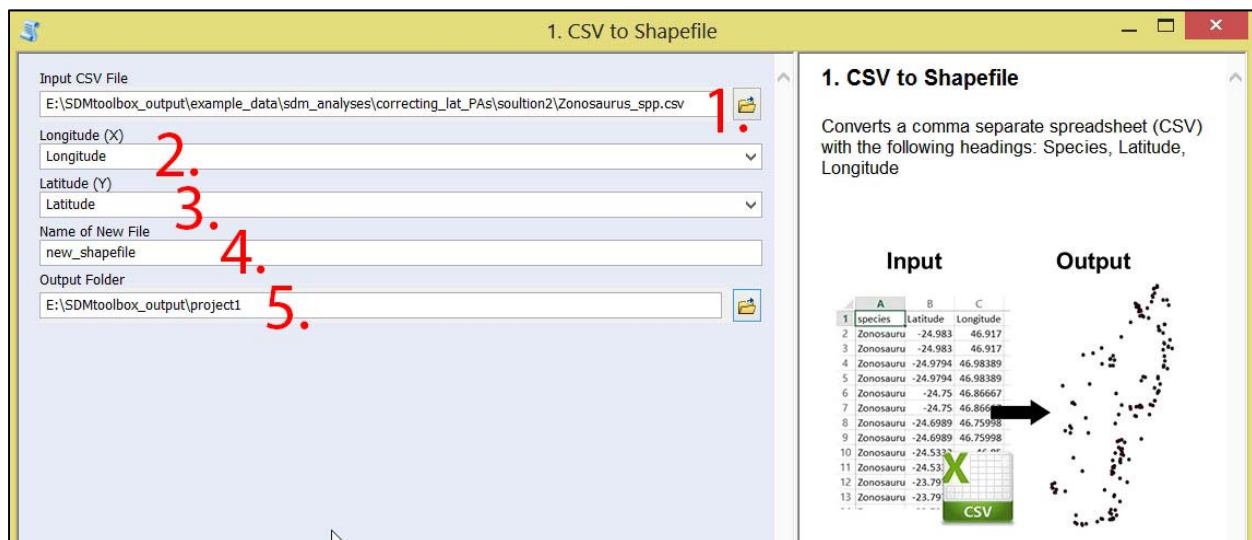 1. CSV to Shapefile
Input CSV File
E:\SDMtoolbox_output\example_data\sdm_analyses\correcting_lat_PAs\soultion2\Zonosaurus_spp.csv
1.
Longitude (X)
2.
Longitude
Latitude (Y)
3.
Latitude
Name of New File
4.
new_shapefile
Output Folder
5.
E:\SDMtoolbox_output\project1
1. CSV to Shapefile
Converts a comma separate spreadsheet (CSV)
with the following headings: Species, Latitude,
Longitude
Input
Output
A B C
1 species Latitude Longitude
2 Zonosauru -24.983 46.917
3 Zonosauru -24.983 46.917
4 Zonosauru -24.9794 46.98389
5 Zonosauru -24.9794 46.98389
6 Zonosauru -24.75 46.86667
7 Zonosauru -24.75
8 Zonosauru -24.6989 46.75998
9 Zonosauru -24.6989 46.75998
10 Zonosauru
11 Zonosauru
12 Zonosauru
13 Zonosauru
X
CSV